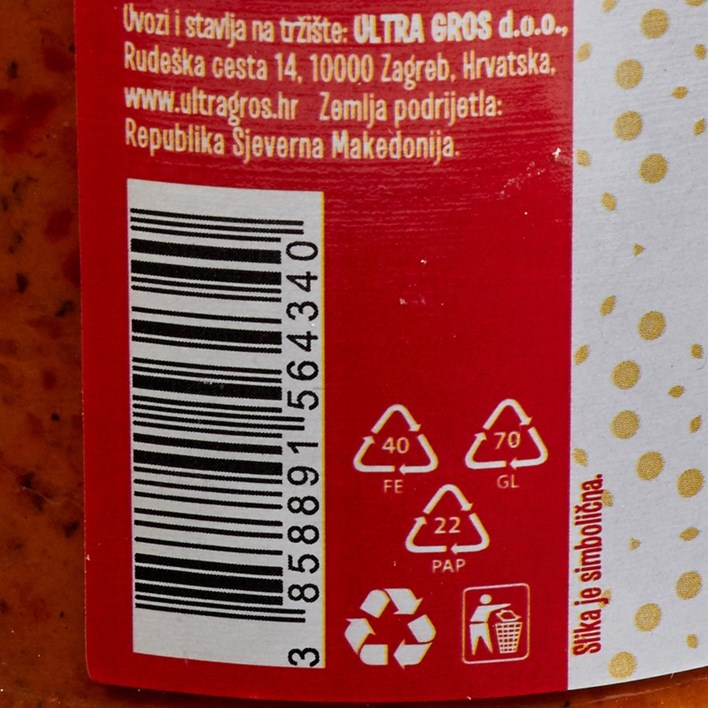 Uvozi i stavlja na tržište: ULTRA GROS d.o.o.,
Rudeška cesta 14, 10000 Zagreb, Hrvatska,
www.ultragros.hr Zemlja podrijetla:
Republika Sjeverna Makedonija.
3 858891 564340
40
FE
70
GL
22
PAP
Slika je simbolična.